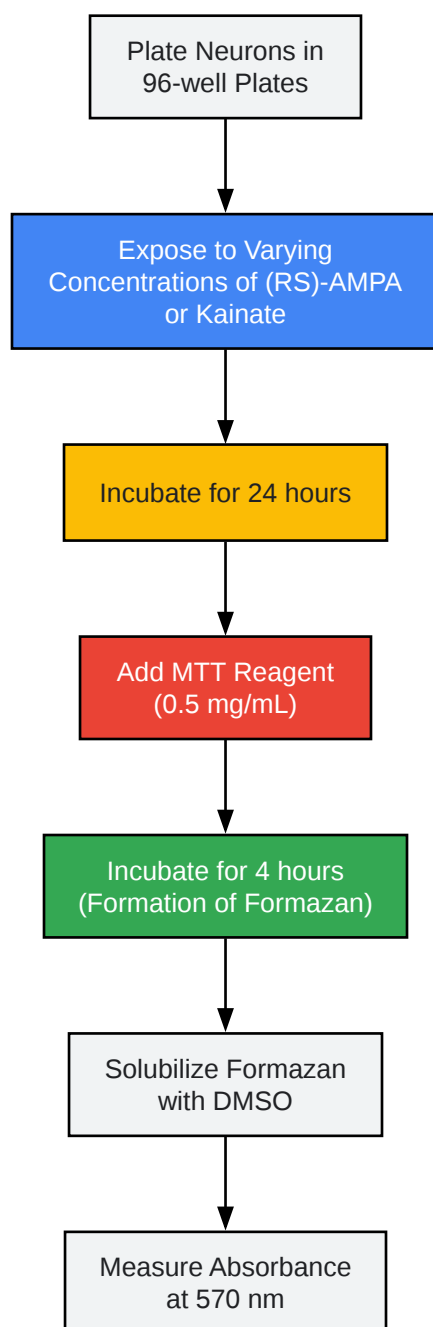 Plate Neurons in
96-well Plates
Expose to Varying
Concentrations of (RS)-AMPA
or Kainate
Incubate for 24 hours
Add MTT Reagent
(0.5 mg/mL)
Incubate for 4 hours
(Formation of Formazan)
Solubilize Formazan
with DMSO
Measure Absorbance
at 570 nm